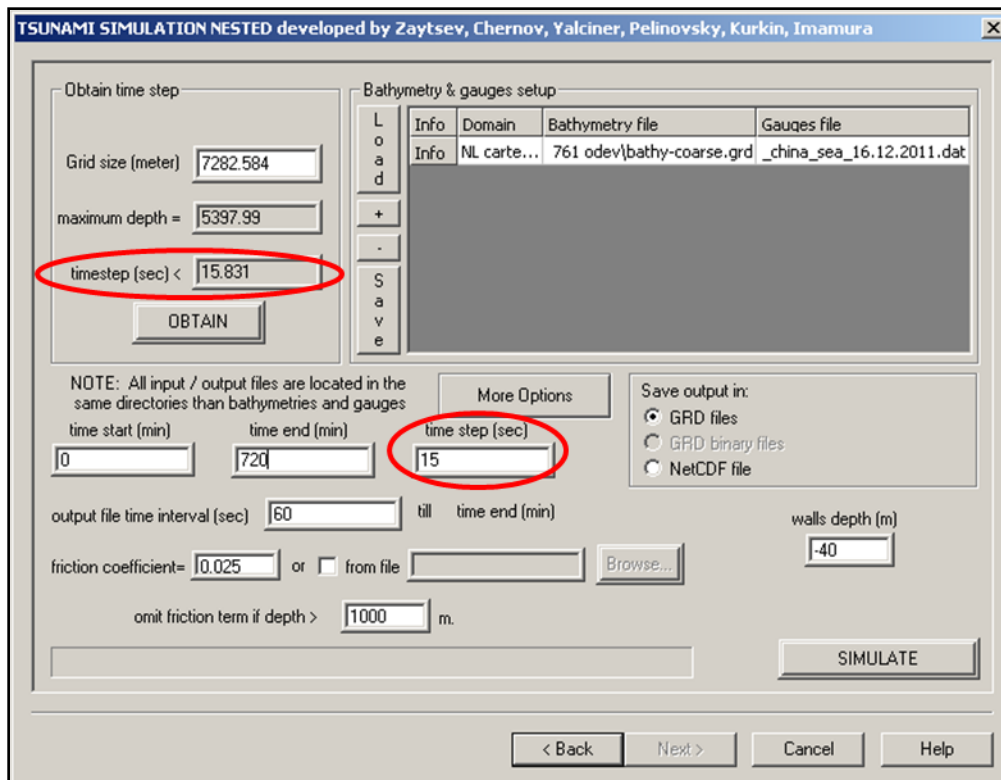 TSUNAMI SIMULATION NESTED developed by Zaytsev, Chernov, Yalciner, Pelinovsky, Kurkin, Imamura
Obtain time step
Grid size (meter) 7282.584
maximum depth = 5397.99
timestep (sec) < 15.831
OBTAIN
Bathymetry & gauges setup
Load
+
-
Save
Info Domain Bathymetry file Gauges file
Info NL carte... 761 odev\bathy-coarse.grd _china_sea_16.12.2011.dat
NOTE: All input / output files are located in the
same directories than bathymetries and gauges
More Options
Save output in:
GRD files
GRD binary files
NetCDF file
time start (min) time end (min) time step (sec)
0 720 15
output file time interval (sec) 60 till time end (min)
walls depth (m)
-40
friction coefficient= 0.025 or from file Browse...
omit friction term if depth > 1000 m.
SIMULATE
< Back Next > Cancel Help